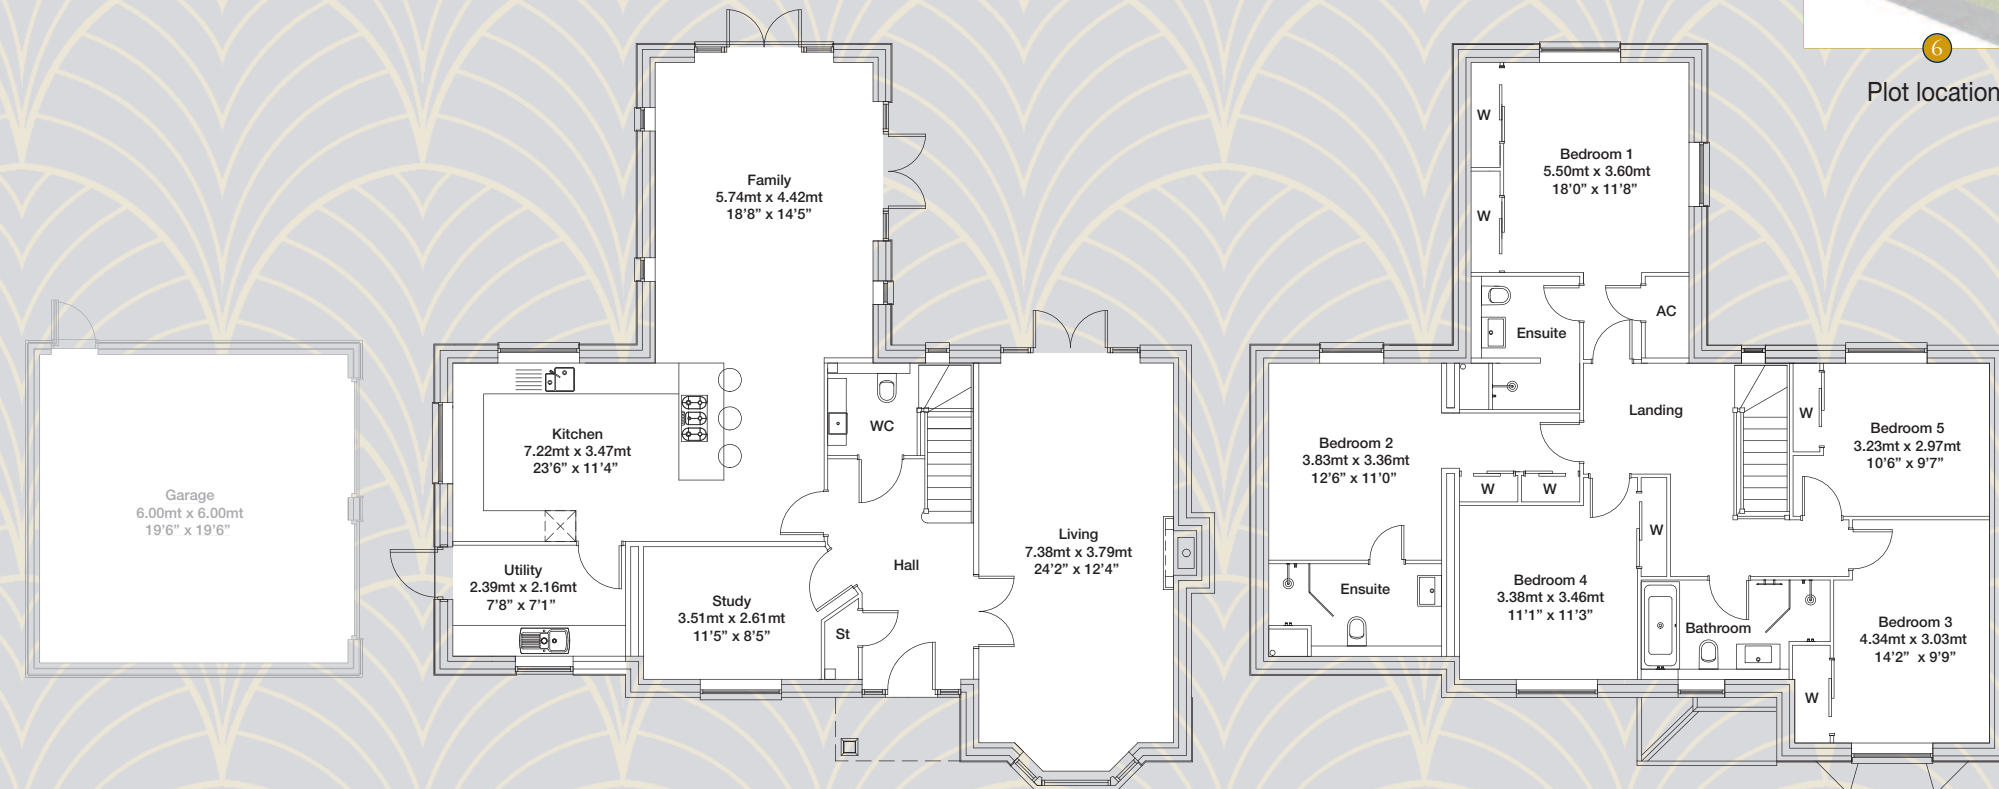 6
Plot location
Garage
6.00mt x 6.00mt
19’6” x 19’6”
Family
5.74mt x 4.42mt
18’8” x 14’5”
Kitchen
7.22mt x 3.47mt
23’6” x 11’4”
WC
Utility
2.39mt x 2.16mt
7’8” x 7’1”
Study
3.51mt x 2.61mt
11’5” x 8’5”
St
Hall
Living
7.38mt x 3.79mt
24’2” x 12’4”
W
W
Bedroom 1
5.50mt x 3.60mt
18’0” x 11’8”
Ensuite
AC
Bedroom 2
3.83mt x 3.36mt
12’6” x 11’0”
W
W
Landing
W
Bedroom 5
3.23mt x 2.97mt
10’6” x 9’7”
W
Ensuite
Bedroom 4
3.38mt x 3.46mt
11’1” x 11’3”
Bathroom
W
Bedroom 3
4.34mt x 3.03mt
14’2” x 9’9”